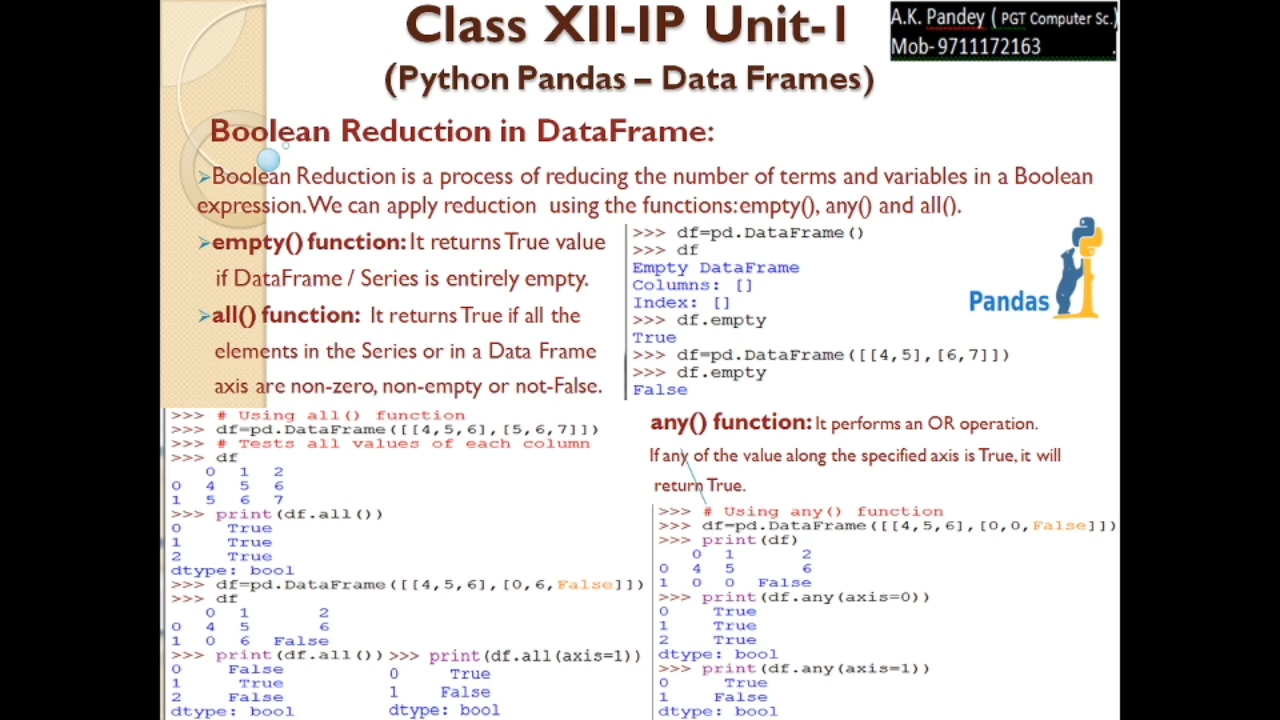 Class XII-IP Unit-1
(Python Pandas – Data Frames)
A.K. Pandey ( PGT Computer Sc.)
Mob- 9711172163 .
Boolean Reduction in DataFrame:
➢Boolean Reduction is a process of reducing the number of terms and variables in a Boolean
expression.We can apply reduction using the functions:empty(), any() and all().
➢empty() function: It returns True value
if DataFrame / Series is entirely empty.
➢all() function: It returns True if all the
elements in the Series or in a Data Frame
axis are non-zero, non-empty or not-False.
>>> df=pd.DataFrame()
>>> df
Empty DataFrame
Columns: []
Index: []
>>> df.empty
True
>>> df=pd.DataFrame([[4,5],[6,7]])
>>> df.empty
False
Pandas
>>> # Using all() function
>>> df=pd.DataFrame([[4,5,6],[5,6,7]])
>>> # Tests all values of each column
>>> df
0 1 2
0 4 5 6
1 5 6 7
>>> print(df.all())
0 True
1 True
2 True
dtype: bool
>>> df=pd.DataFrame([[4,5,6],[0,6,False]])
>>> df
0 1 2
0 4 5 6
1 0 6 False
>>> print(df.all())
0 False
1 True
2 False
dtype: bool
>>> print(df.all(axis=1))
0 True
1 False
dtype: bool
any() function: It performs an OR operation.
If any of the value along the specified axis is True, it will
return True.
>>> # Using any() function
>>> df=pd.DataFrame([[4,5,6],[0,0,False]])
>>> print(df)
0 1 2
0 4 5 6
1 0 0 False
>>> print(df.any(axis=0))
0 True
1 True
2 True
dtype: bool
>>> print(df.any(axis=1))
0 True
1 False
dtype: bool